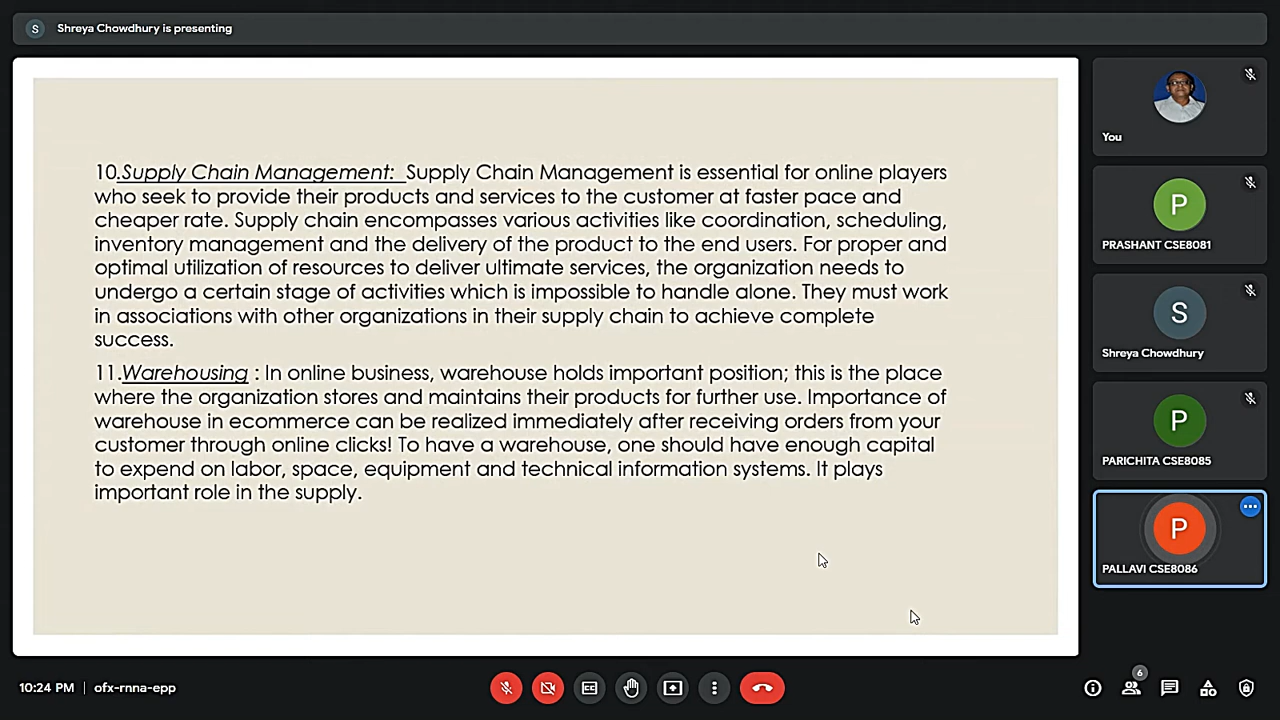 S Shreya Chowdhury is presenting
10.Supply Chain Management: Supply Chain Management is essential for online players
who seek to provide their products and services to the customer at faster pace and
cheaper rate. Supply chain encompasses various activities like coordination, scheduling,
inventory management and the delivery of the product to the end users. For proper and
optimal utilization of resources to deliver ultimate services, the organization needs to
undergo a certain stage of activities which is impossible to handle alone. They must work
in associations with other organizations in their supply chain to achieve complete
success.
11.Warehousing : In online business, warehouse holds important position; this is the place
where the organization stores and maintains their products for further use. Importance of
warehouse in ecommerce can be realized immediately after receiving orders from your
customer through online clicks! To have a warehouse, one should have enough capital
to expend on labor, space, equipment and technical information systems. It plays
important role in the supply.
You
P
PRASHANT CSE8081
S
Shreya Chowdhury
P
PARICHITA CSE8085
P
PALLAVI CSE8086
10:24 PM | ofx-rnna-epp
CC
6